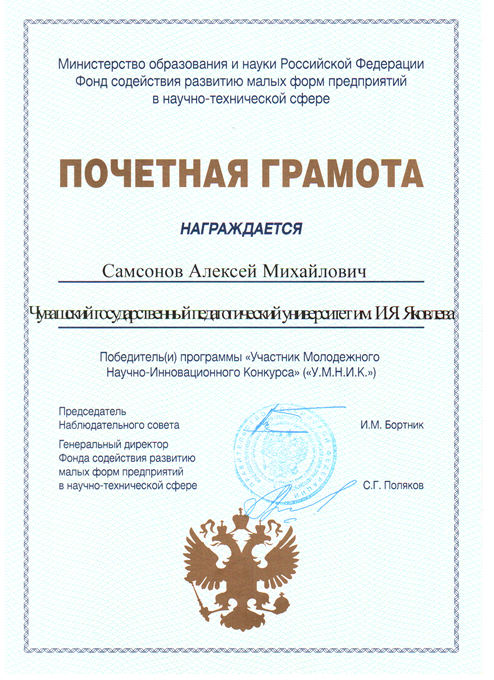 Министерство образования и науки Российской Федерации
Фонд содействия развитию малых форм предприятий
в научно-технической сфере
ПОЧЕТНАЯ ГРАМОТА
НАГРАЖДАЕТСЯ
Самсонов Алексей Михайлович
Чувашский государственный педагогический университет им. И.Я. Яковлева
Победитель(и) программы «Участник Молодежного
Научно-Инновационного Конкурса» («У.М.Н.И.К.»)
Председатель
Наблюдательного совета
И.М. Бортник
Генеральный директор
Фонда содействия развитию
малых форм предприятий
в научно-технической сфере
С.Г. Поляков